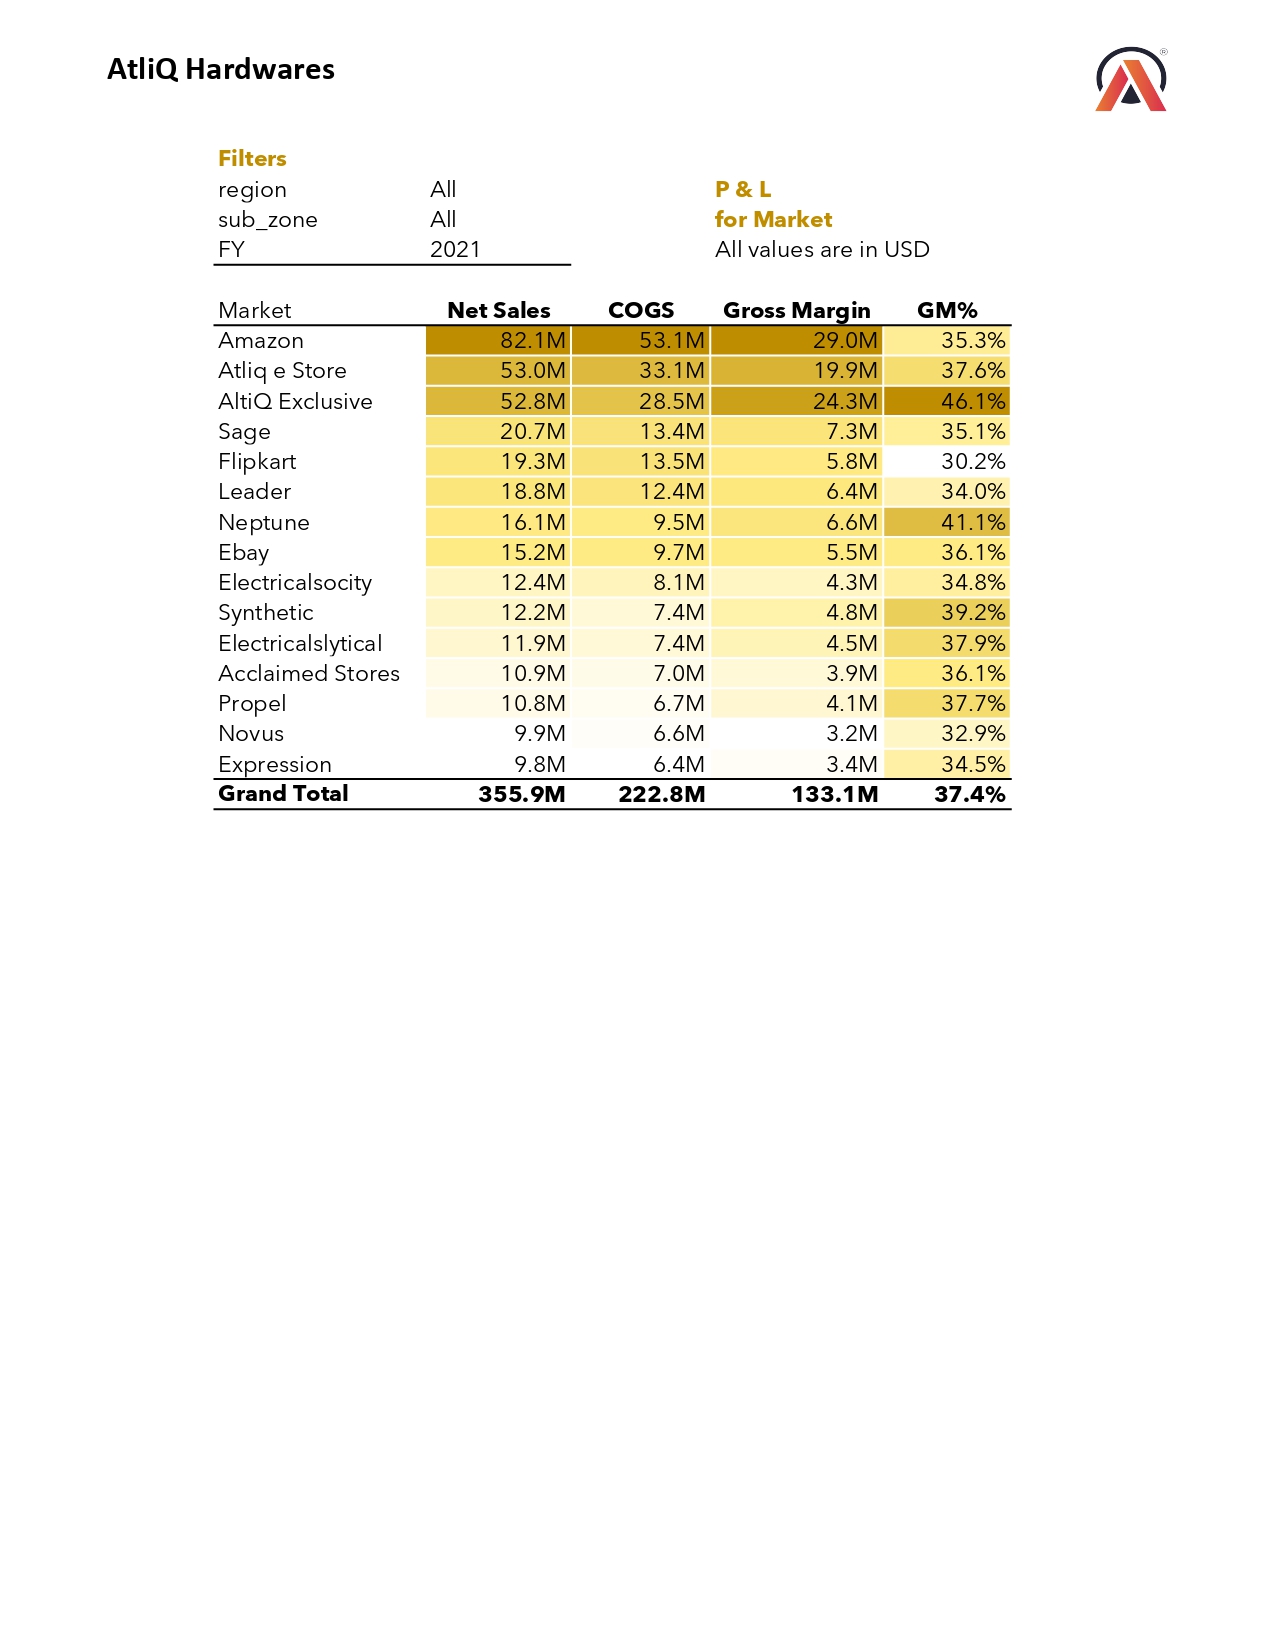 AtliQ Hardwares
®
Filters
region All P & L
sub_zone All for Market
FY 2021 All values are in USD
Market Net Sales COGS Gross Margin GM%
Amazon 82.1M 53.1M 29.0M 35.3%
Atliq e Store 53.0M 33.1M 19.9M 37.6%
AltiQ Exclusive 52.8M 28.5M 24.3M 46.1%
Sage 20.7M 13.4M 7.3M 35.1%
Flipkart 19.3M 13.5M 5.8M 30.2%
Leader 18.8M 12.4M 6.4M 34.0%
Neptune 16.1M 9.5M 6.6M 41.1%
Ebay 15.2M 9.7M 5.5M 36.1%
Electricalsocity 12.4M 8.1M 4.3M 34.8%
Synthetic 12.2M 7.4M 4.8M 39.2%
Electricalslytical 11.9M 7.4M 4.5M 37.9%
Acclaimed Stores 10.9M 7.0M 3.9M 36.1%
Propel 10.8M 6.7M 4.1M 37.7%
Novus 9.9M 6.6M 3.2M 32.9%
Expression 9.8M 6.4M 3.4M 34.5%
Grand Total 355.9M 222.8M 133.1M 37.4%